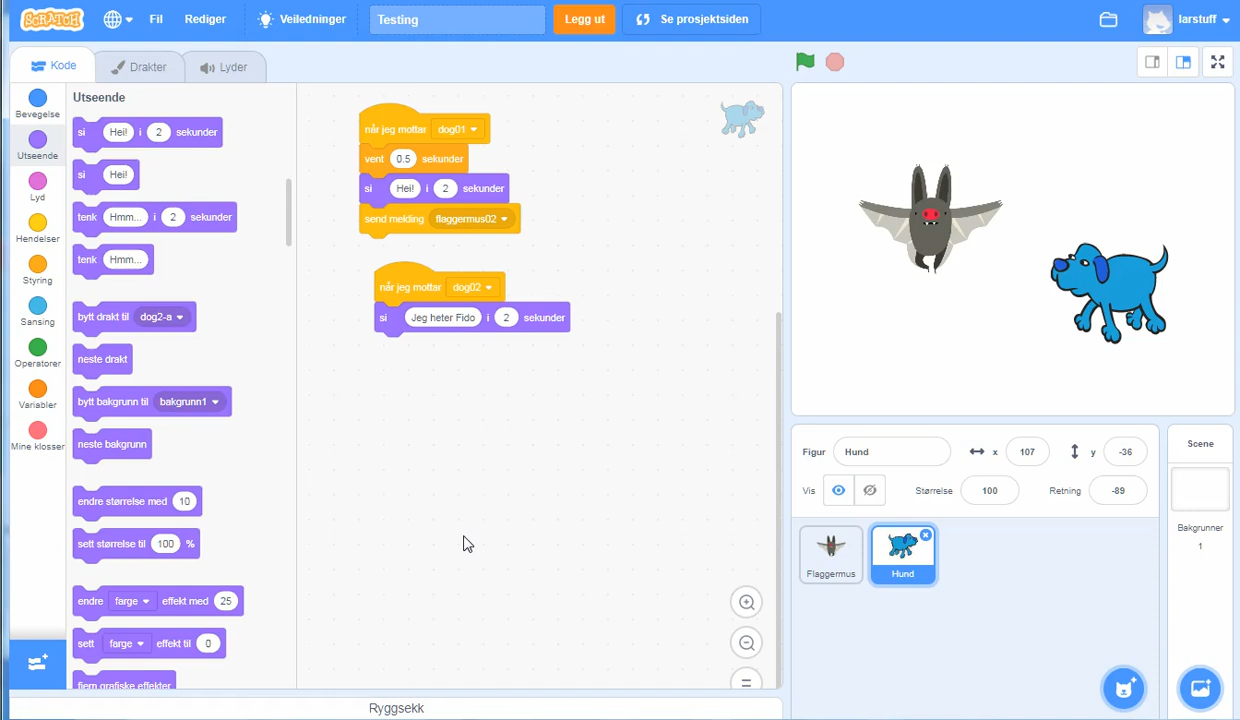 SCRATCH Fil Rediger Veiledninger Testing Legg ut Se prosjektsiden larstuff
Kode Drakter Lyder
Bevegelse
Utseende
Lyd
Hendelser
Styring
Sansing
Operatorer
Variabler
Mine klosser
Utseende
si Hei! i 2 sekunder
si Hei!
tenk Hmm... i 2 sekunder
tenk Hmm...
bytt drakt til dog2-a
neste drakt
bytt bakgrunn til bakgrunn1
neste bakgrunn
endre størrelse med 10
sett størrelse til 100 %
endre farge effekt med 25
sett farge effekt til 0
fjern grafiske effekter
når jeg mottar dog01
vent 0.5 sekunder
si Hei! i 2 sekunder
send melding flaggermus02
når jeg mottar dog02
si Jeg heter Fido i 2 sekunder
Figur Hund x 107 y -36
Vis Størrelse 100 Retning -89
Flaggermus
Hund
Scene
Bakgrunner
1
Ryggsekk